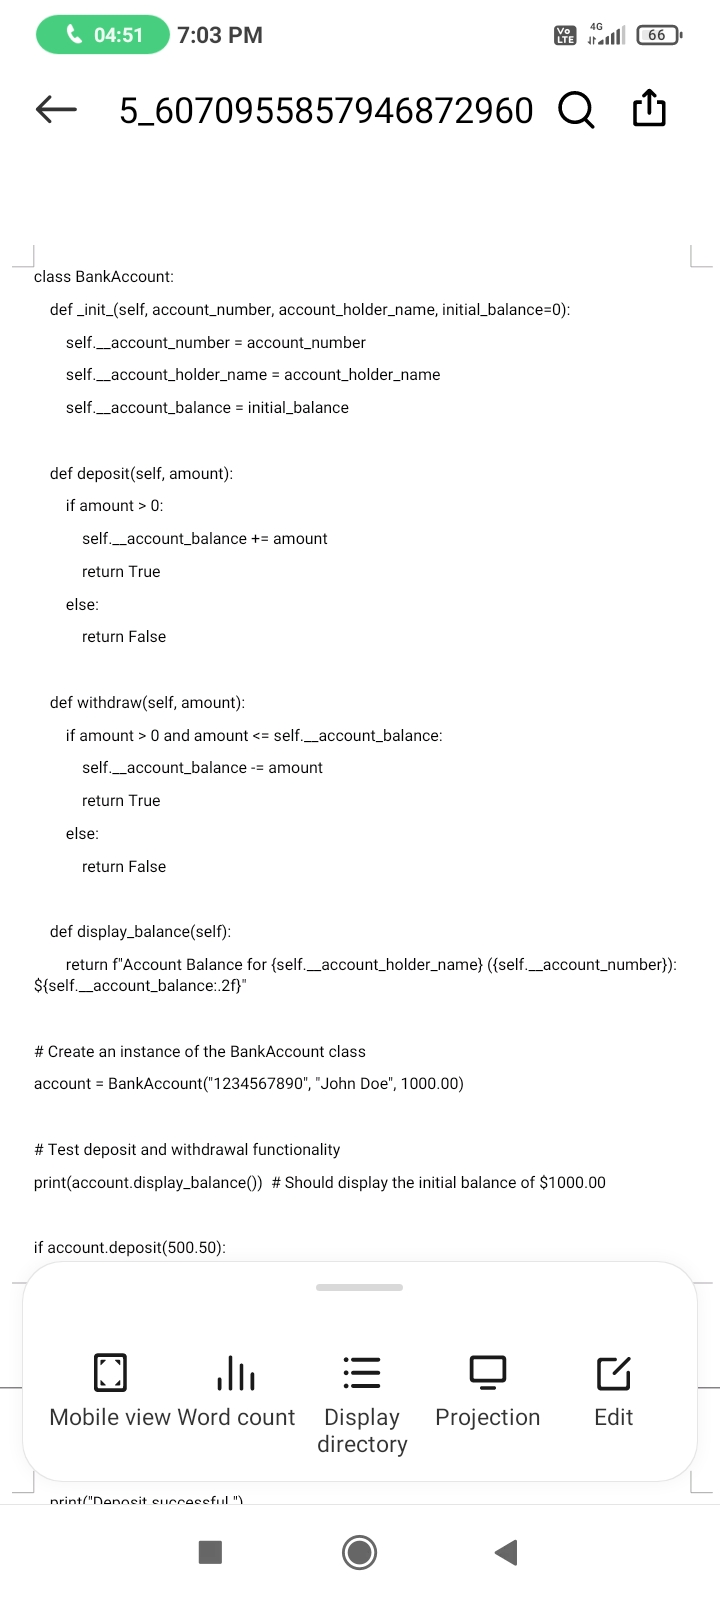 04:51 7:03 PM Vo LTE 4G 66
5_6070955857946872960
class BankAccount:
def _init_(self, account_number, account_holder_name, initial_balance=0):
self.__account_number = account_number
self.__account_holder_name = account_holder_name
self.__account_balance = initial_balance
def deposit(self, amount):
if amount > 0:
self.__account_balance += amount
return True
else:
return False
def withdraw(self, amount):
if amount > 0 and amount <= self.__account_balance:
self.__account_balance -= amount
return True
else:
return False
def display_balance(self):
return f"Account Balance for {self.__account_holder_name} ({self.__account_number}):
${self.__account_balance:.2f}"
# Create an instance of the BankAccount class
account = BankAccount("1234567890", "John Doe", 1000.00)
# Test deposit and withdrawal functionality
print(account.display_balance())  # Should display the initial balance of $1000.00
if account.deposit(500.50):
Mobile view Word count Display directory Projection Edit
print("Deposit successful.")